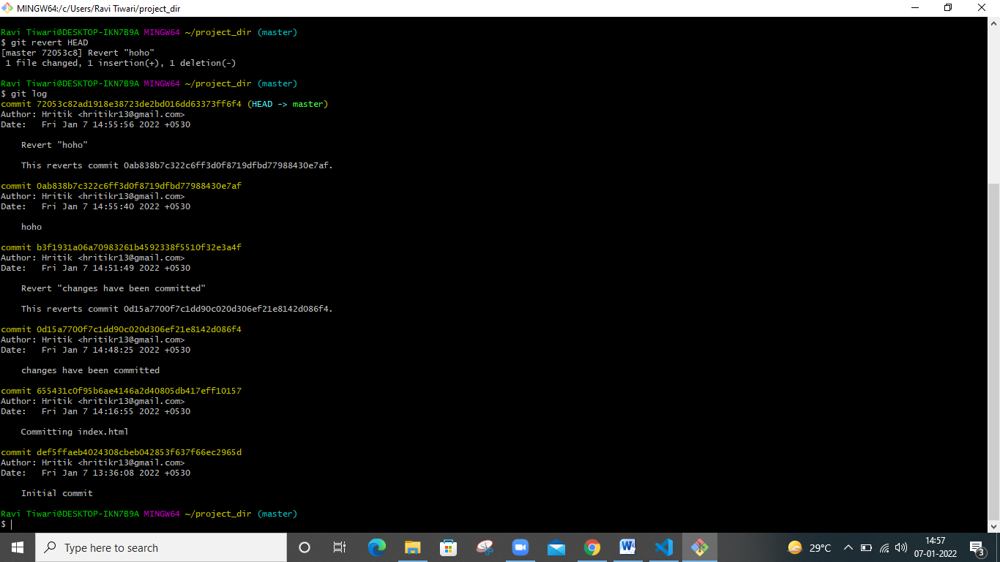 MINGW64:/c/Users/Ravi Tiwari/project_dir
Ravi Tiwari@DESKTOP-IKN7B9A MINGW64 ~/project_dir (master)
$ git revert HEAD
[master 72053c8] Revert "hoho"
1 file changed, 1 insertion(+), 1 deletion(-)
Ravi Tiwari@DESKTOP-IKN7B9A MINGW64 ~/project_dir (master)
$ git log
commit 72053c82ad1918e38723de2bd016dd63373ff6f4 (HEAD -> master)
Author: Hritik <hritikr13@gmail.com>
Date:   Fri Jan 7 14:55:56 2022 +0530
Revert "hoho"
This reverts commit 0ab838b7c322c6ff3d0f8719dfbd77988430e7af.
commit 0ab838b7c322c6ff3d0f8719dfbd77988430e7af
Author: Hritik <hritikr13@gmail.com>
Date:   Fri Jan 7 14:55:40 2022 +0530
hoho
commit b3f1931a06a70983261b4592338f5510f32e3a4f
Author: Hritik <hritikr13@gmail.com>
Date:   Fri Jan 7 14:51:49 2022 +0530
Revert "changes have been committed"
This reverts commit 0d15a7700f7c1dd90c020d306ef21e8142d086f4.
commit 0d15a7700f7c1dd90c020d306ef21e8142d086f4
Author: Hritik <hritikr13@gmail.com>
Date:   Fri Jan 7 14:48:25 2022 +0530
changes have been committed
commit 655431c0f95b6ae4146a2d40805db417eff10157
Author: Hritik <hritikr13@gmail.com>
Date:   Fri Jan 7 14:16:55 2022 +0530
Committing index.html
commit def5ffaeb4024308cbeb042853f637f66ec2965d
Author: Hritik <hritikr13@gmail.com>
Date:   Fri Jan 7 13:36:08 2022 +0530
Initial commit
Ravi Tiwari@DESKTOP-IKN7B9A MINGW64 ~/project_dir (master)
$
Type here to search
29°C
14:57
07-01-2022
3